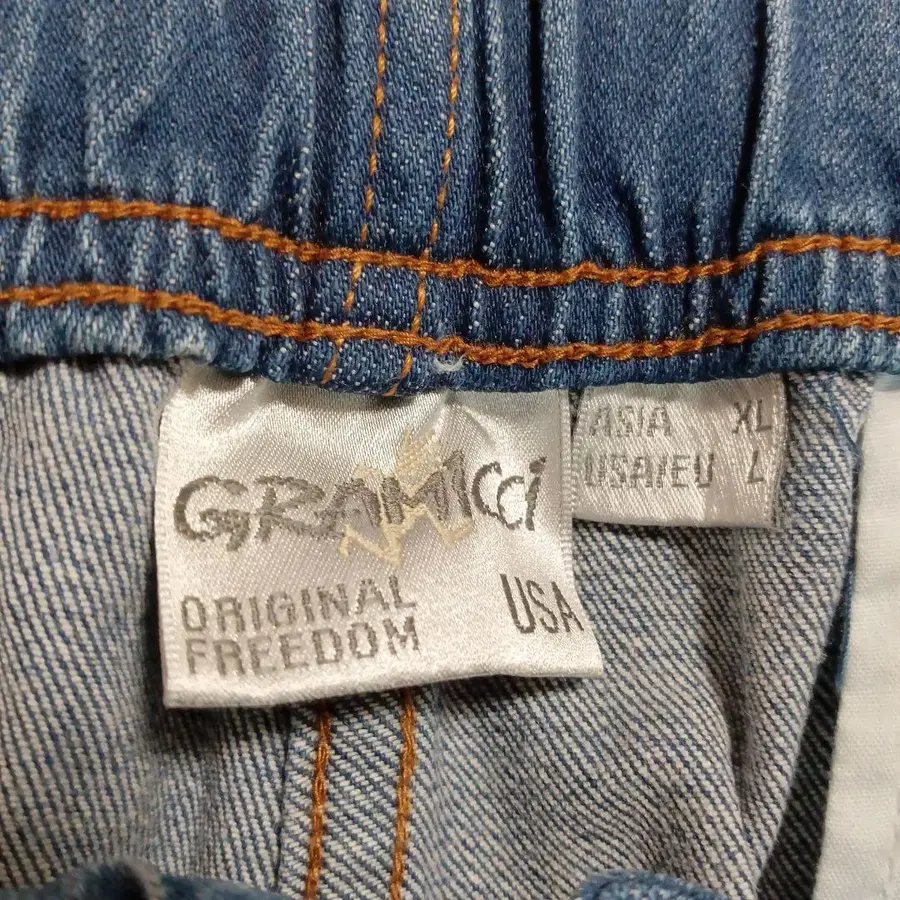 GRAMicci
ORIGINAL
FREEDOM
USA
ASIA XL
USA/EU L